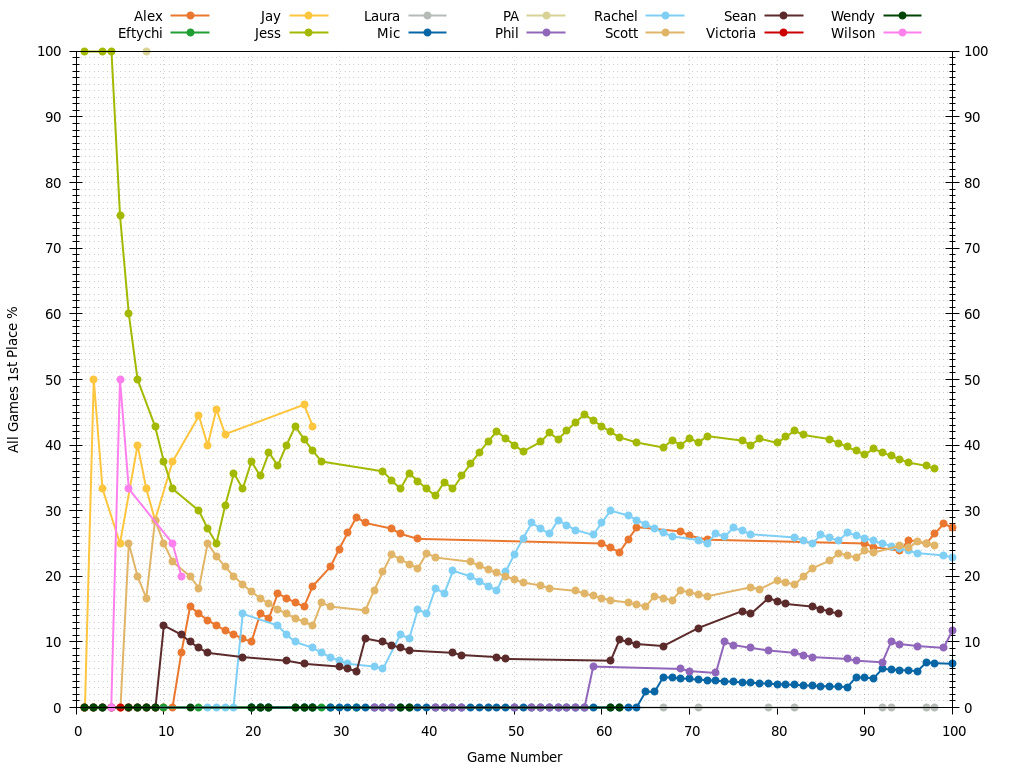 Alex Jay Laura PA Rachel Sean Wendy
Eftychi Jess Mic Phil Scott Victoria Wilson
100 100
90 90
80 80
70 70
60 60
50 50
40 40
30 30
20 20
10 10
0 0
All Games 1st Place %
0 10 20 30 40 50 60 70 80 90 100
Game Number